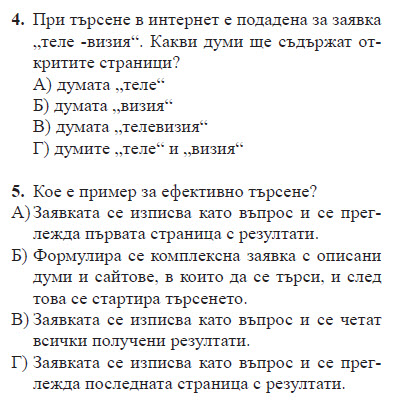 4. При търсене в интернет е подадена за заявка
„теле -визия“. Какви думи ще съдържат от-
критите страници?
А) думата „теле“
Б) думата „визия“
В) думата „телевизия“
Г) думите „теле“ и „визия“
5. Кое е пример за ефективно търсене?
А) Заявката се изписва като въпрос и се прег-
лежда първата страница с резултати.
Б) Формулира се комплексна заявка с описани
думи и сайтове, в които да се търси, и след
това се стартира търсенето.
В) Заявката се изписва като въпрос и се четат
всички получени резултати.
Г) Заявката се изписва като въпрос и се прег-
лежда последната страница с резултати.